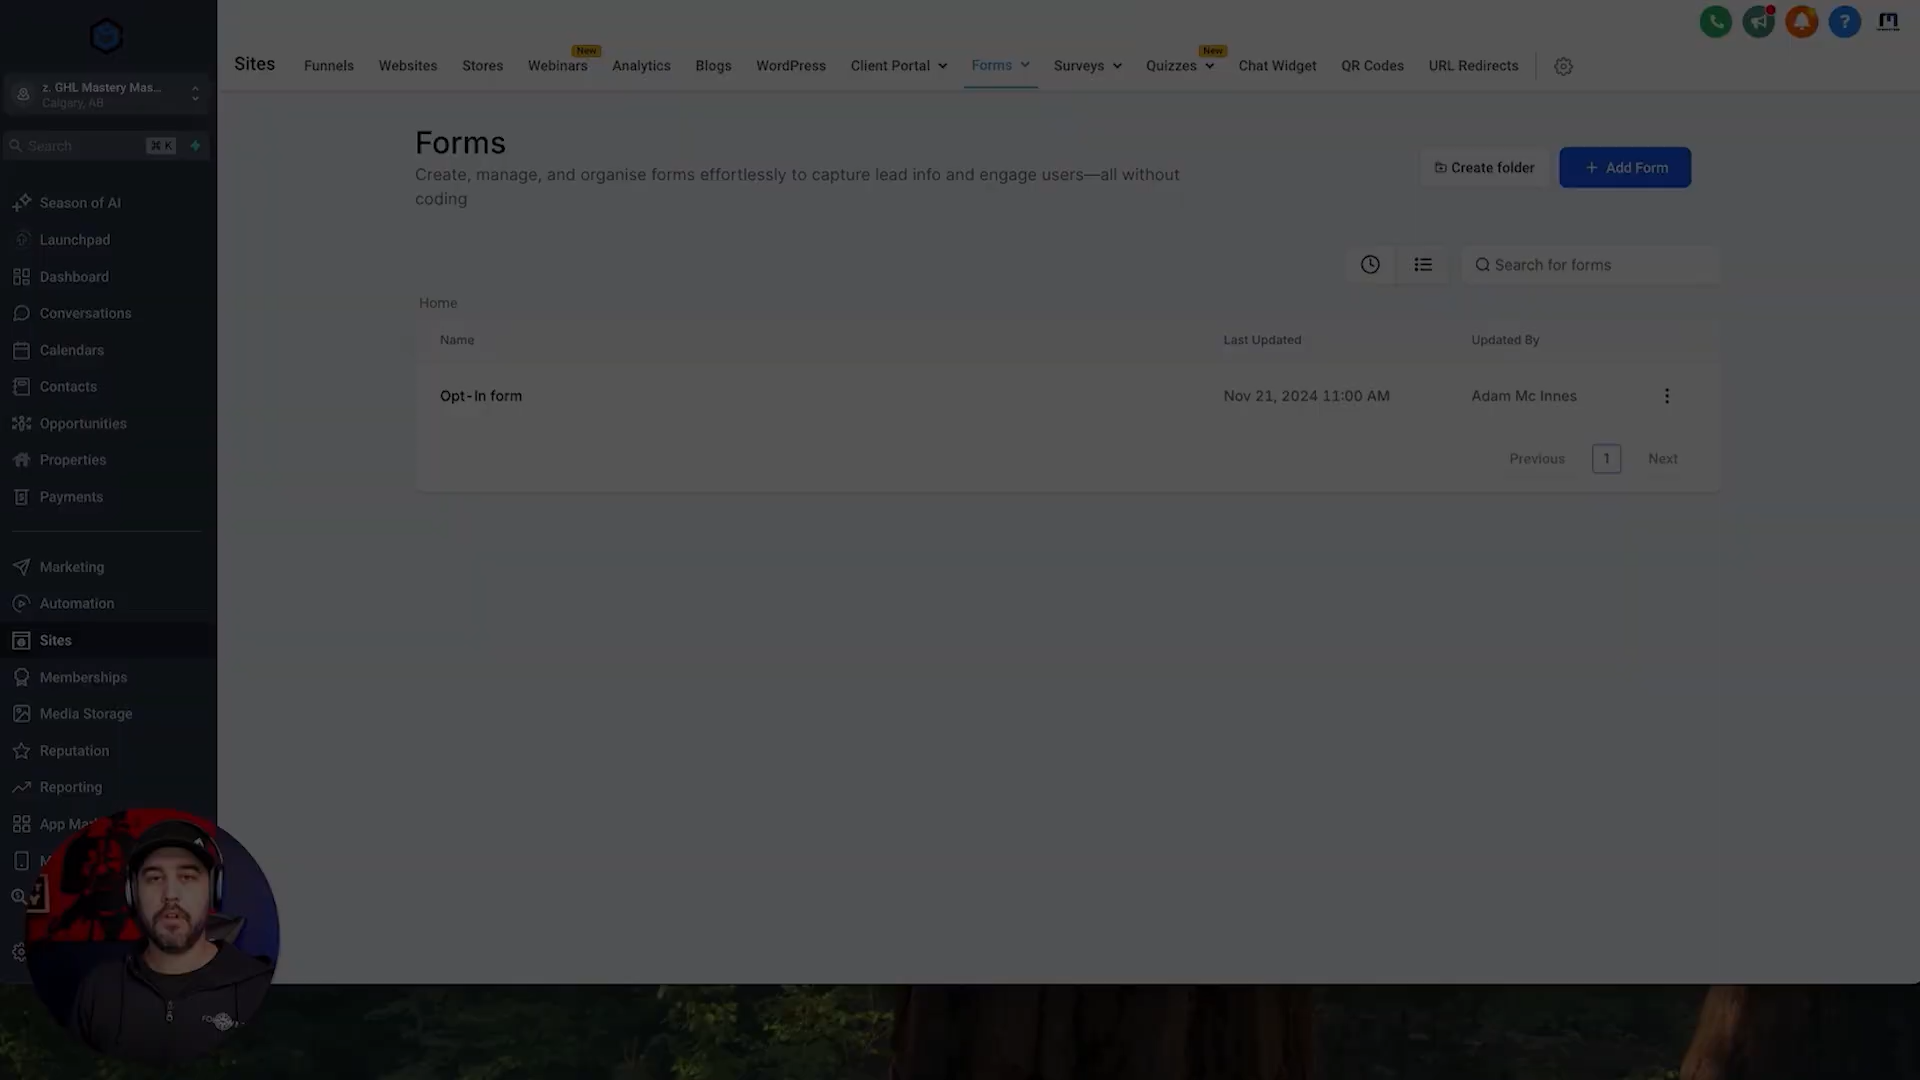 z. GHL Mastery Mas...
Calgary, AB
Search
⌘ K
Season of AI
Launchpad
Dashboard
Conversations
Calendars
Contacts
Opportunities
Properties
Payments
Marketing
Automation
Sites
Memberships
Media Storage
Reputation
Reporting
App Ma
M
Sites
Funnels
Websites
Stores
Webinars
New
Analytics
Blogs
WordPress
Client Portal
Forms
Surveys
Quizzes
New
Chat Widget
QR Codes
URL Redirects
Forms
Create, manage, and organise forms effortlessly to capture lead info and engage users—all without
coding
Create folder
+ Add Form
Search for forms
Home
Name
Last Updated
Updated By
Opt-In form
Nov 21, 2024 11:00 AM
Adam Mc Innes
Previous
1
Next